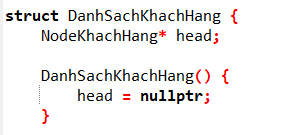 struct DanhSachKhachHang {
    NodeKhachHang* head;

    DanhSachKhachHang() {
        head = nullptr;
    }